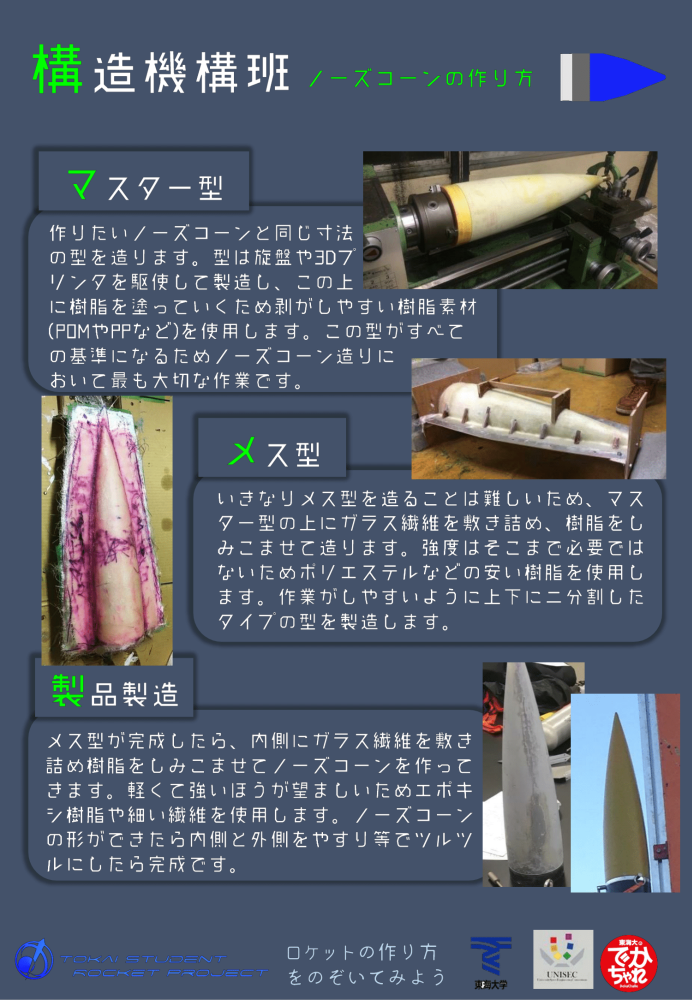 構造機構班 ノーズコーンの作り方
マスター型
作りたいノーズコーンと同じ寸法
の型を造ります。型は旋盤や3Dプ
リンタを駆使して製造し、この上
に樹脂を塗っていくため剥がしやすい樹脂素材
(POMやPPなど)を使用します。この型がすべて
の基準になるためノーズコーン造りに
おいて最も大切な作業です。
メス型
いきなりメス型を造ることは難しいため、マス
ター型の上にガラス繊維を敷き詰め、樹脂をし
みこませて造ります。強度はそこまで必要では
ないためポリエステルなどの安い樹脂を使用し
ます。作業がしやすいように上下に二分割した
タイプの型を製造します。
製品製造
メス型が完成したら、内側にガラス繊維を敷き
詰め樹脂をしみこませてノーズコーンを作って
きます。軽くて強いほうが望ましいためエポキ
シ樹脂や細い繊維を使用します。ノーズコーン
の形ができたら内側と外側をやすり等でツルツ
ルにしたら完成です。
TOKAI STUDENT
ROCKET PROJECT
ロケットの作り方
をのぞいてみよう
東海大学
UNISEC
東海大の
でかちゃれ